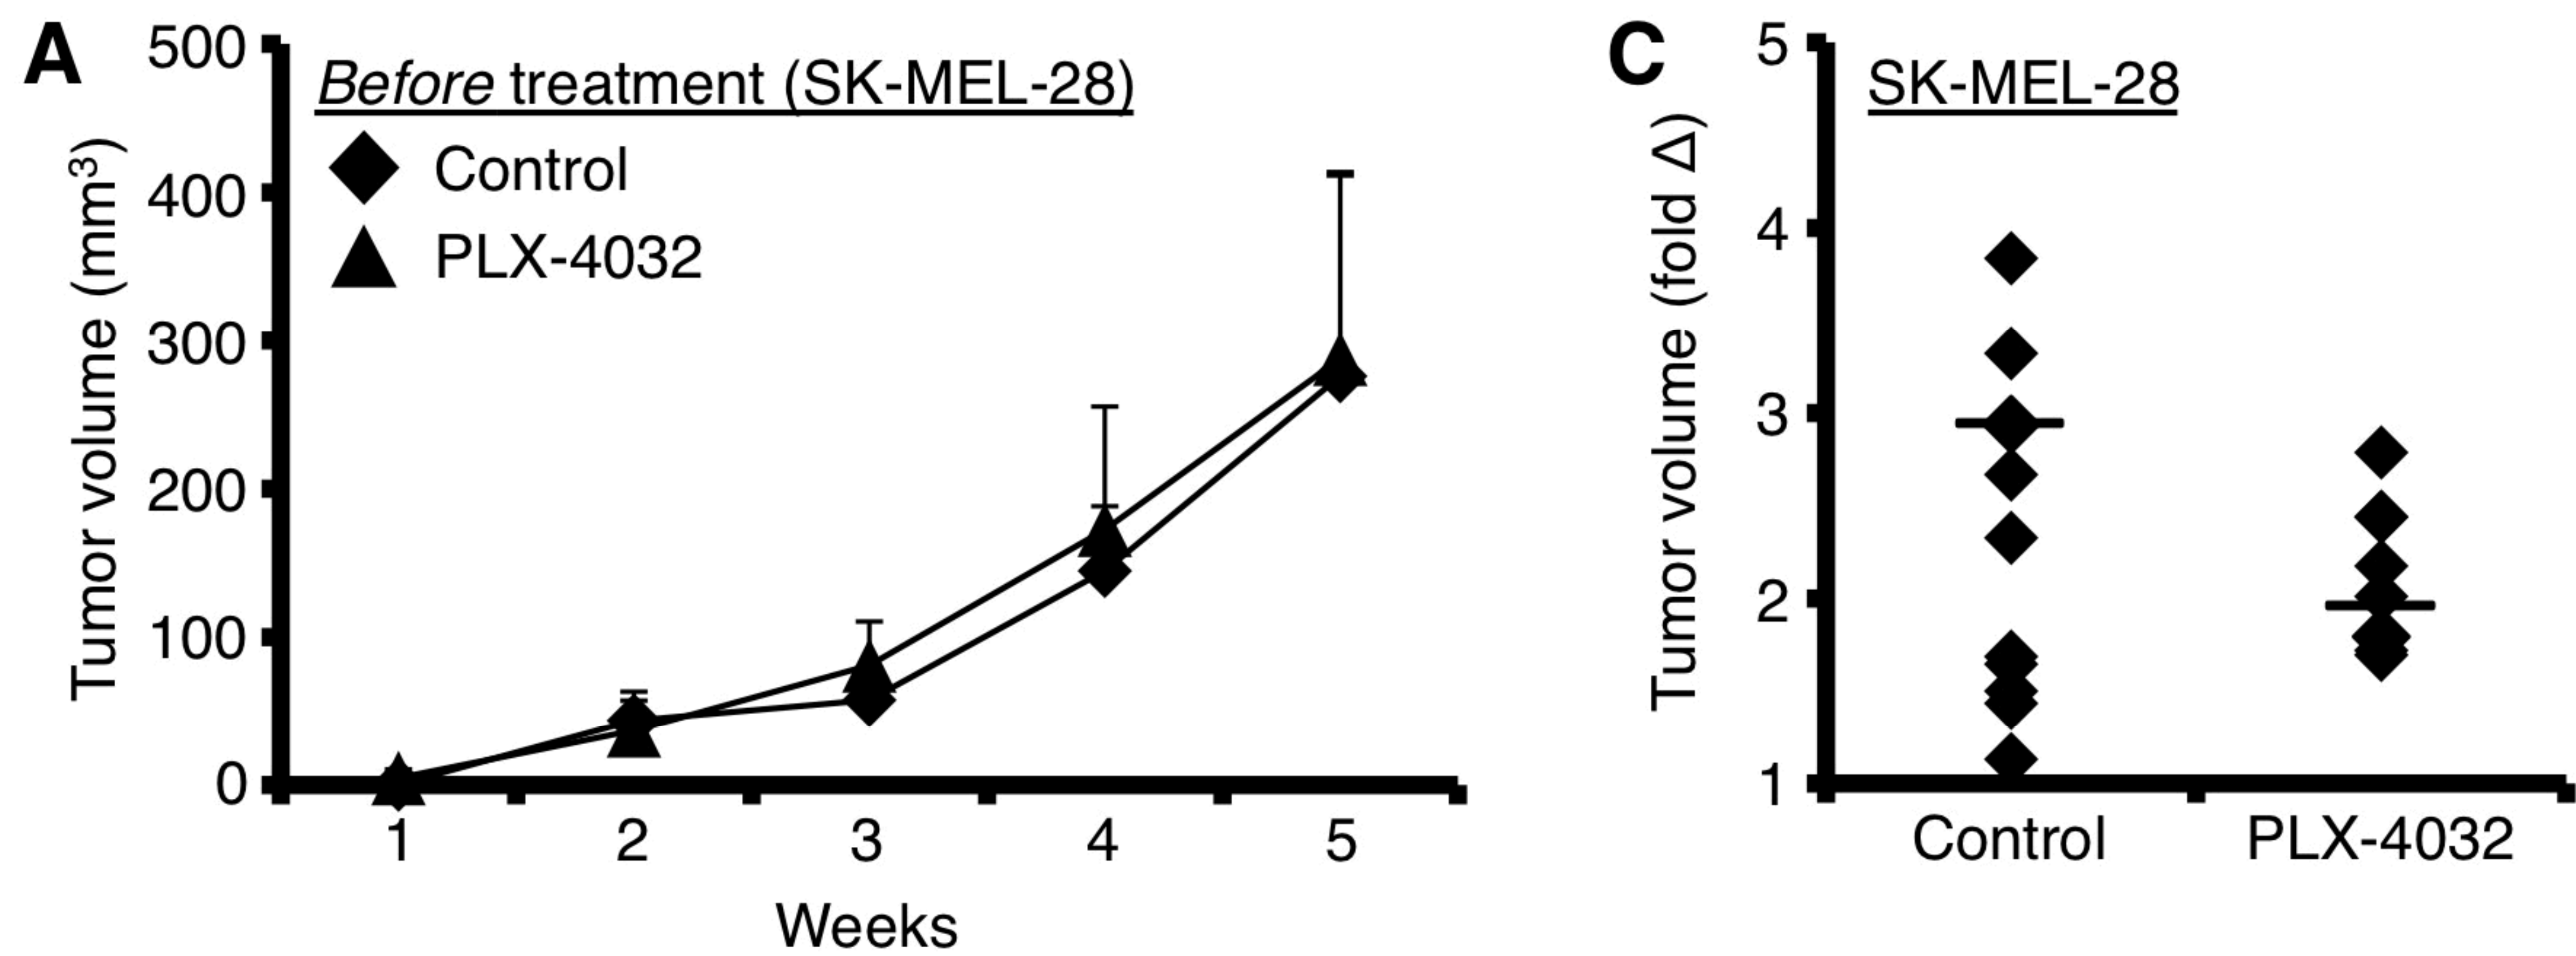 A
Before treatment (SK-MEL-28)
Control
PLX-4032
Tumor volume (mm³)
500
400
300
200
100
0
1 2 3 4 5
Weeks
C
SK-MEL-28
Tumor volume (fold Δ)
5
4
3
2
1
Control PLX-4032